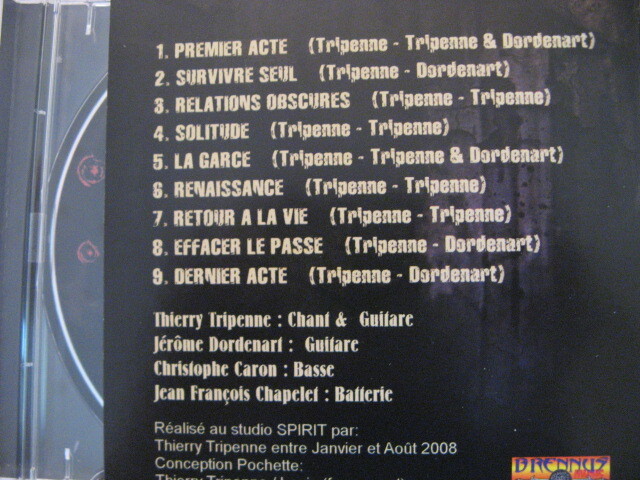 1. PREMIER ACTE (Tripenne - Tripenne & Dordenart)
2. SURVIVRE SEUL (Tripenne - Dordenart)
3. RELATIONS OBSCURES (Tripenne - Tripenne)
4. SOLITUDE (Tripenne - Tripenne)
5. LA GARCE (Tripenne - Tripenne & Dordenart)
6. RENAISSANCE (Tripenne - Tripenne)
7. RETOUR A LA VIE (Tripenne - Tripenne)
8. EFFACER LE PASSE (Tripenne - Dordenart)
9. DERNIER ACTE (Tripenne - Dordenart)
Thierry Tripenne : Chant & Guitare
Jérôme Dordenart : Guitare
Christophe Caron : Basse
Jean François Chapelet : Batterie
Réalisé au studio SPIRIT par:
Thierry Tripenne entre Janvier et Août 2008
Conception Pochette:
Thierry Tripenne
BRENNUS